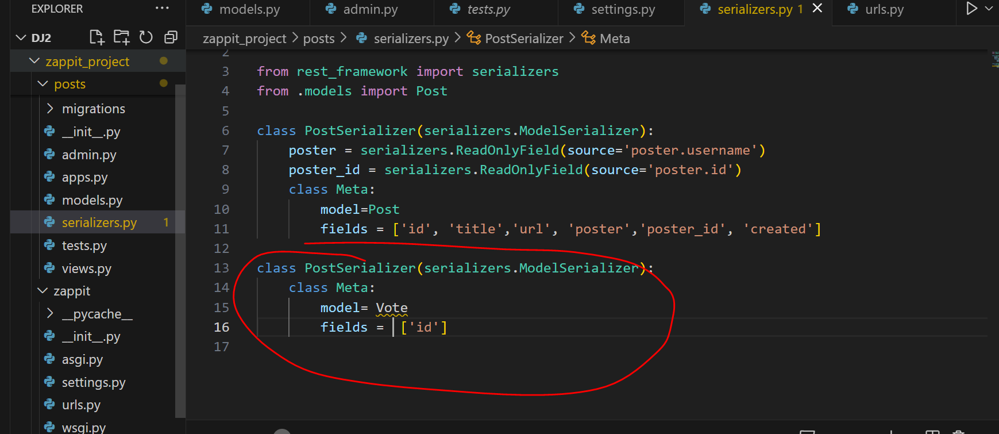 EXPLORER
···
DJ2
zappit_project
posts
migrations
__init__.py
admin.py
apps.py
models.py
serializers.py 1
tests.py
views.py
zappit
__pycache__
__init__.py
asgi.py
settings.py
urls.py
wsgi.py
models.py
admin.py
tests.py
settings.py
serializers.py 1
urls.py
zappit_project > posts > serializers.py > PostSerializer > Meta
2
3 from rest_framework import serializers
4 from .models import Post
5
6 class PostSerializer(serializers.ModelSerializer):
7 poster = serializers.ReadOnlyField(source='poster.username')
8 poster_id = serializers.ReadOnlyField(source='poster.id')
9 class Meta:
10 model=Post
11 fields = ['id', 'title','url', 'poster','poster_id', 'created']
12
13 class PostSerializer(serializers.ModelSerializer):
14 class Meta:
15 model= Vote
16 fields = ['id']
17